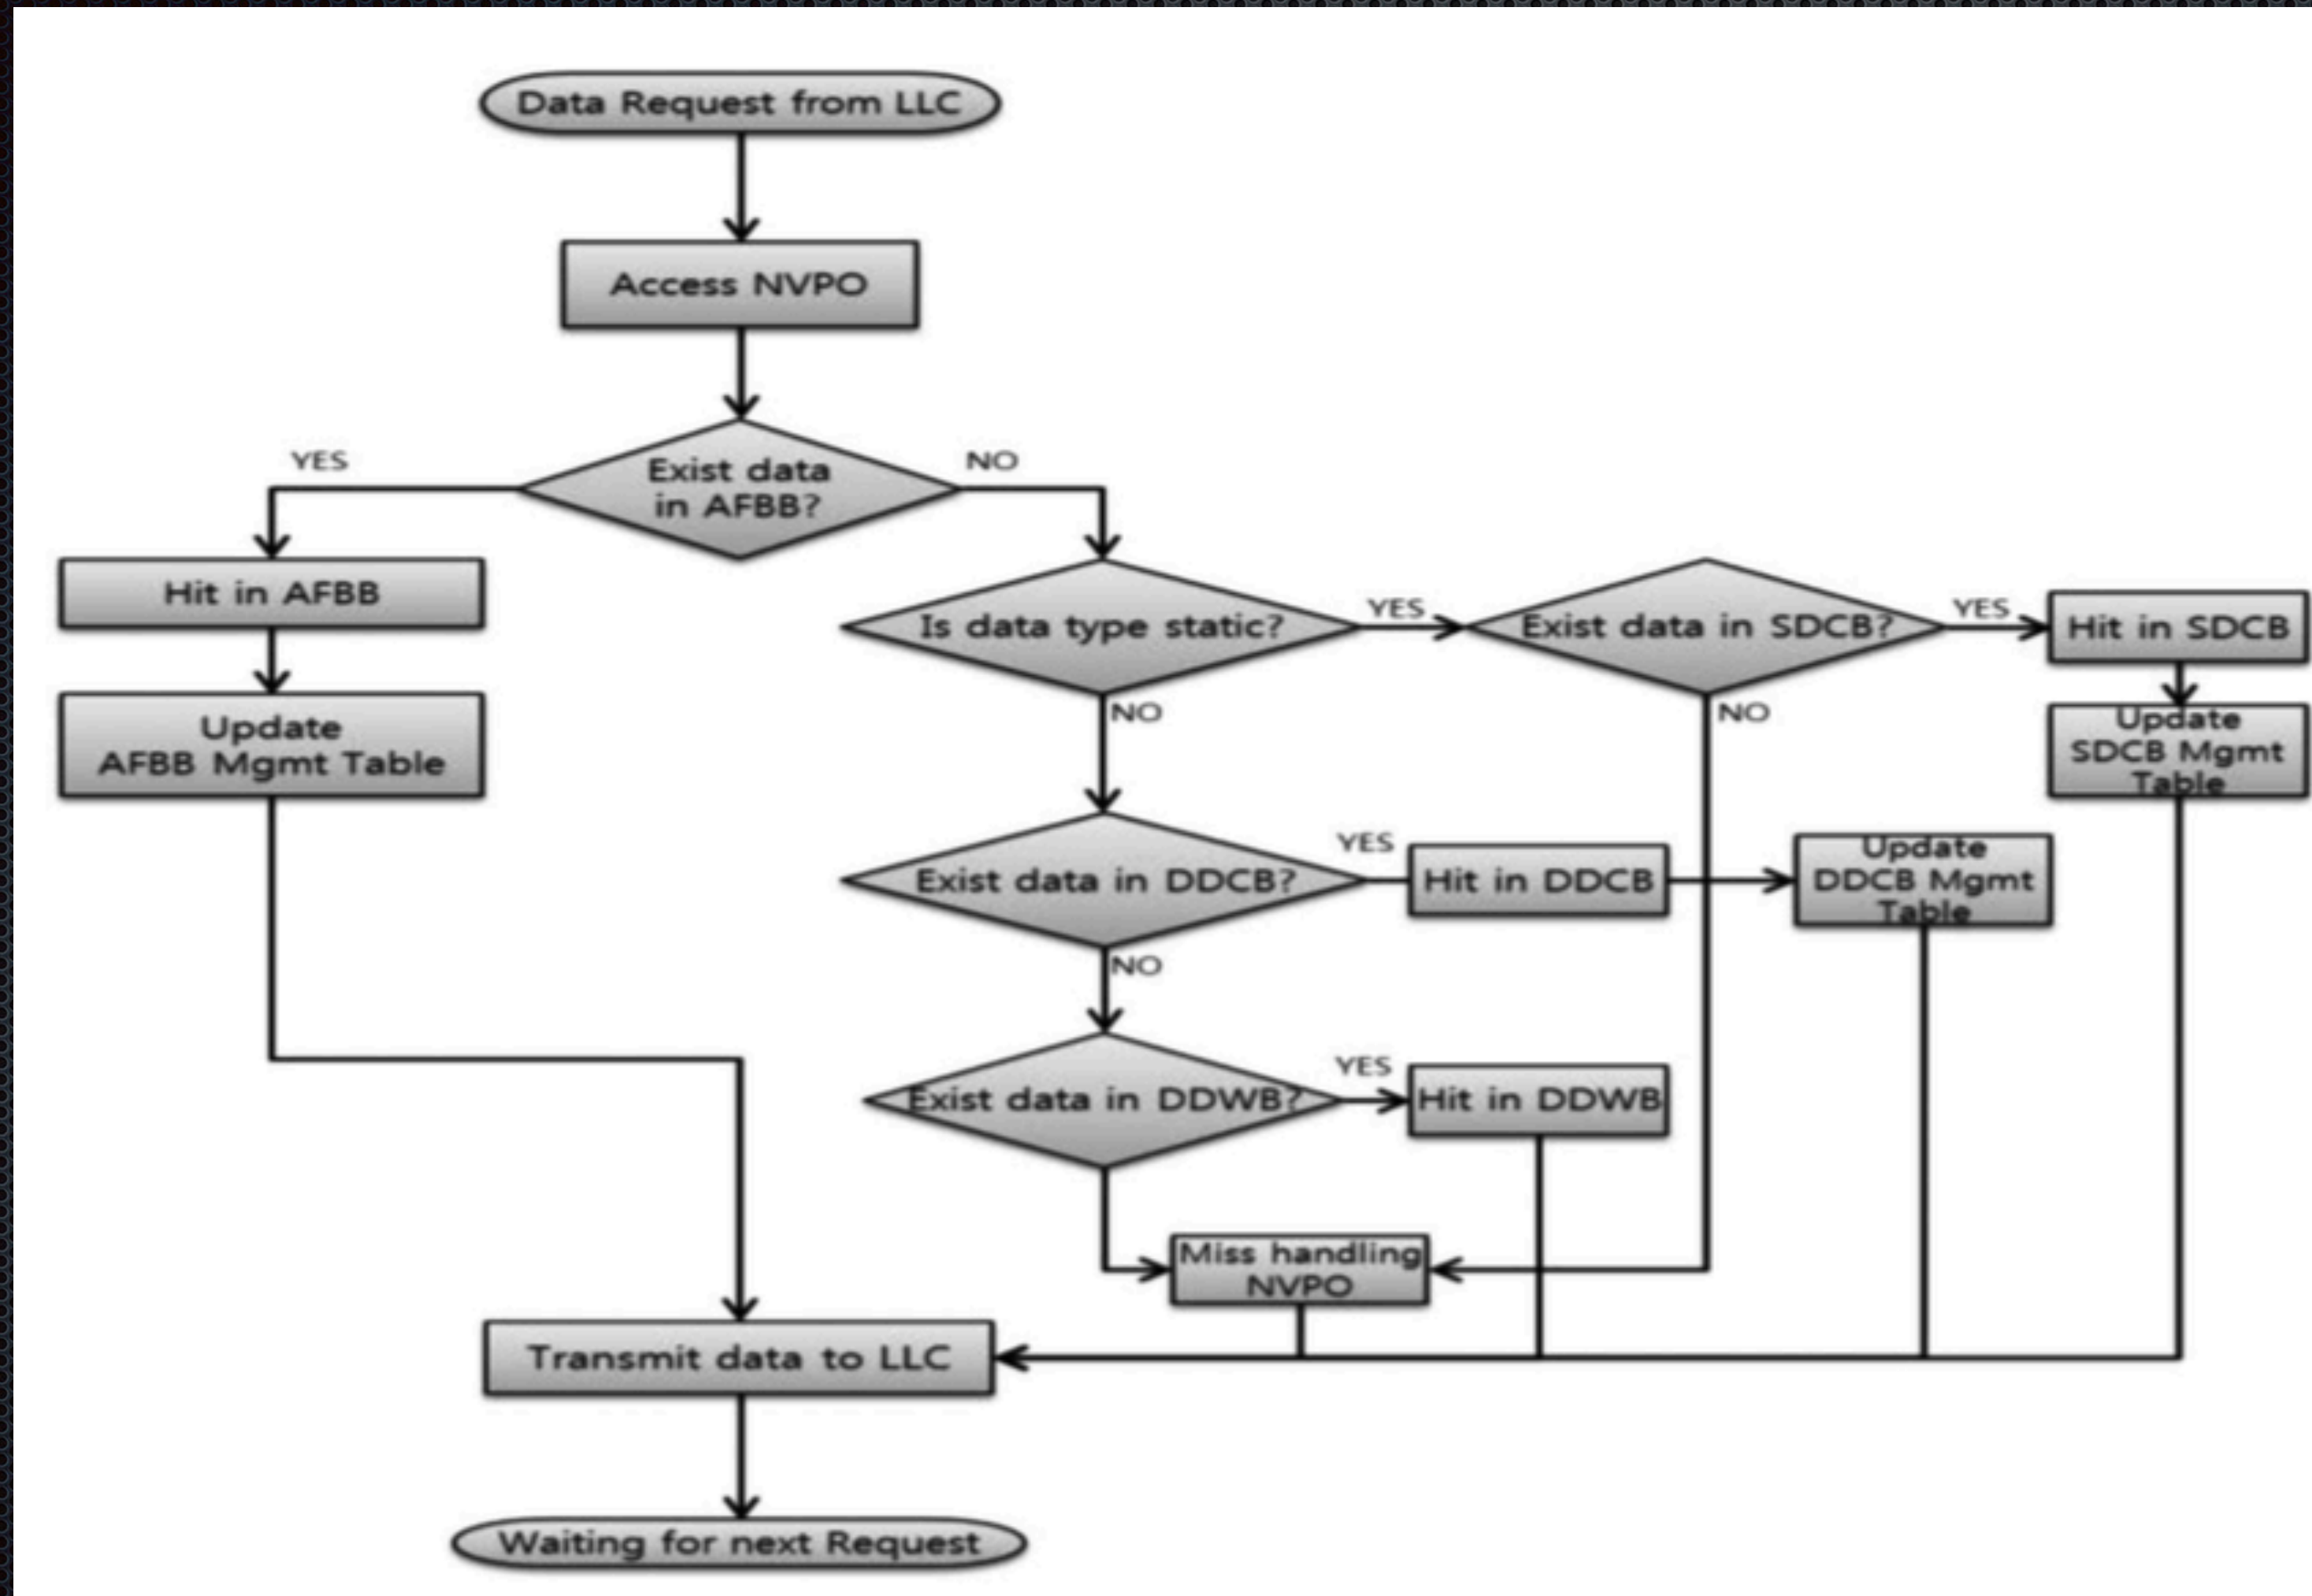 Data Request from LLC
Access NVPO
YES
Exist data
in AFBB?
NO
Hit in AFBB
Update
AFBB Mgmt Table
Is data type static?
YES
Exist data in SDCB?
YES
Hit in SDCB
NO
NO
Update
SDCB Mgmt
Table
Exist data in DDCB?
YES
Hit in DDCB
Update
DDCB Mgmt
Table
NO
Exist data in DDWB?
YES
Hit in DDWB
Miss handling
NVPO
Transmit data to LLC
Waiting for next Request